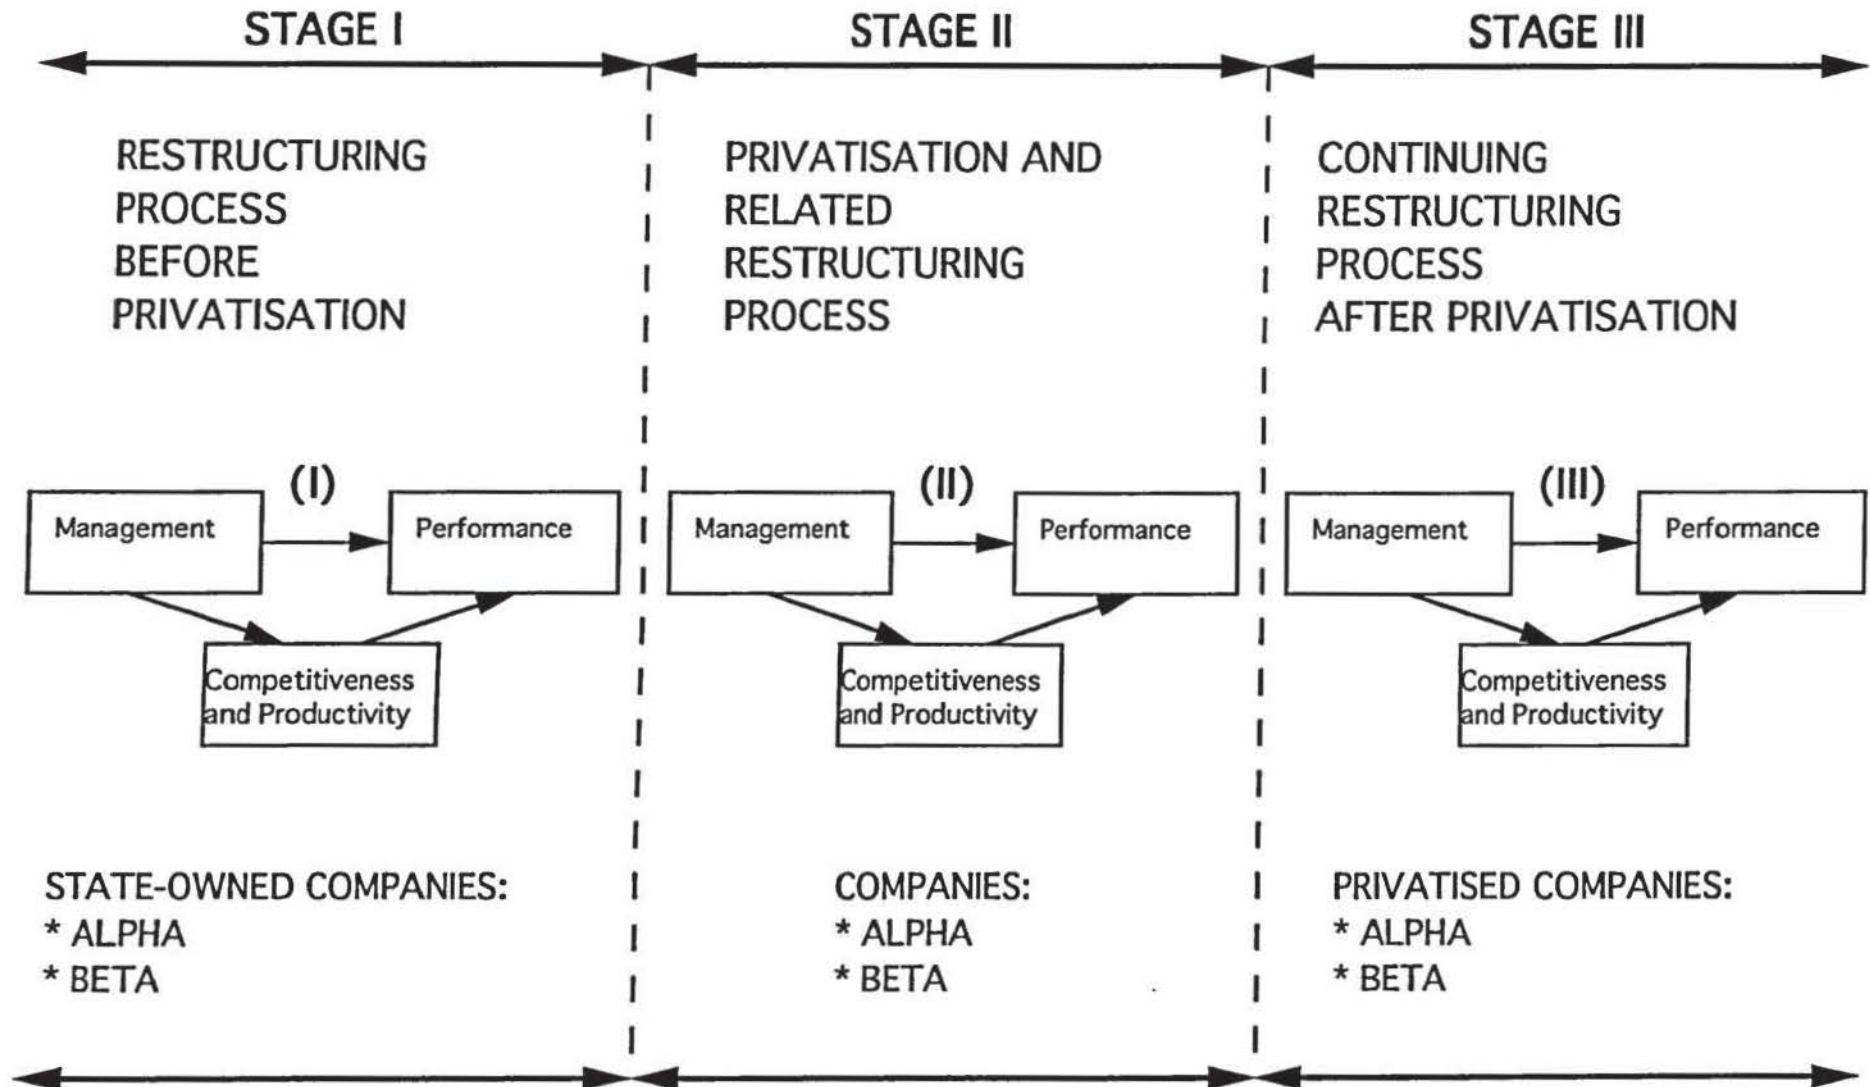 STAGE I
STAGE II
STAGE III
RESTRUCTURING
PROCESS
BEFORE
PRIVATISATION
PRIVATISATION AND
RELATED
RESTRUCTURING
PROCESS
CONTINUING
RESTRUCTURING
PROCESS
AFTER PRIVATISATION
(I)
Management
Performance
Competitiveness
and Productivity
(II)
Management
Performance
Competitiveness
and Productivity
(III)
Management
Performance
Competitiveness
and Productivity
STATE-OWNED COMPANIES:
* ALPHA
* BETA
COMPANIES:
* ALPHA
* BETA
PRIVATISED COMPANIES:
* ALPHA
* BETA